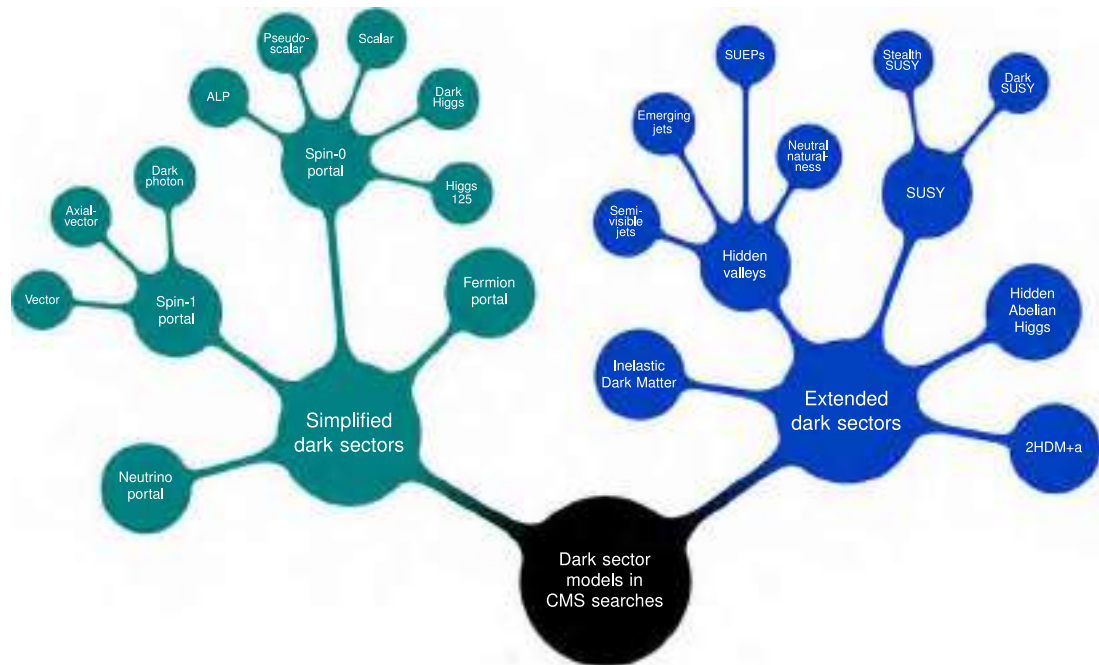 Pseudo-
scalar
Scalar
ALP
Dark
Higgs
Spin-0
portal
Higgs
125
Dark
photon
Axial-
vector
Vector
Spin-1
portal
Fermion
portal
Simplified
dark sectors
Neutrino
portal
SUEPs
Stealth
SUSY
Dark
SUSY
Emerging
jets
Neutral
natural-
ness
SUSY
Semi-
visible
jets
Hidden
valleys
Hidden
Abelian
Higgs
Inelastic
Dark Matter
Extended
dark sectors
2HDM+a
Dark sector
models in
CMS searches